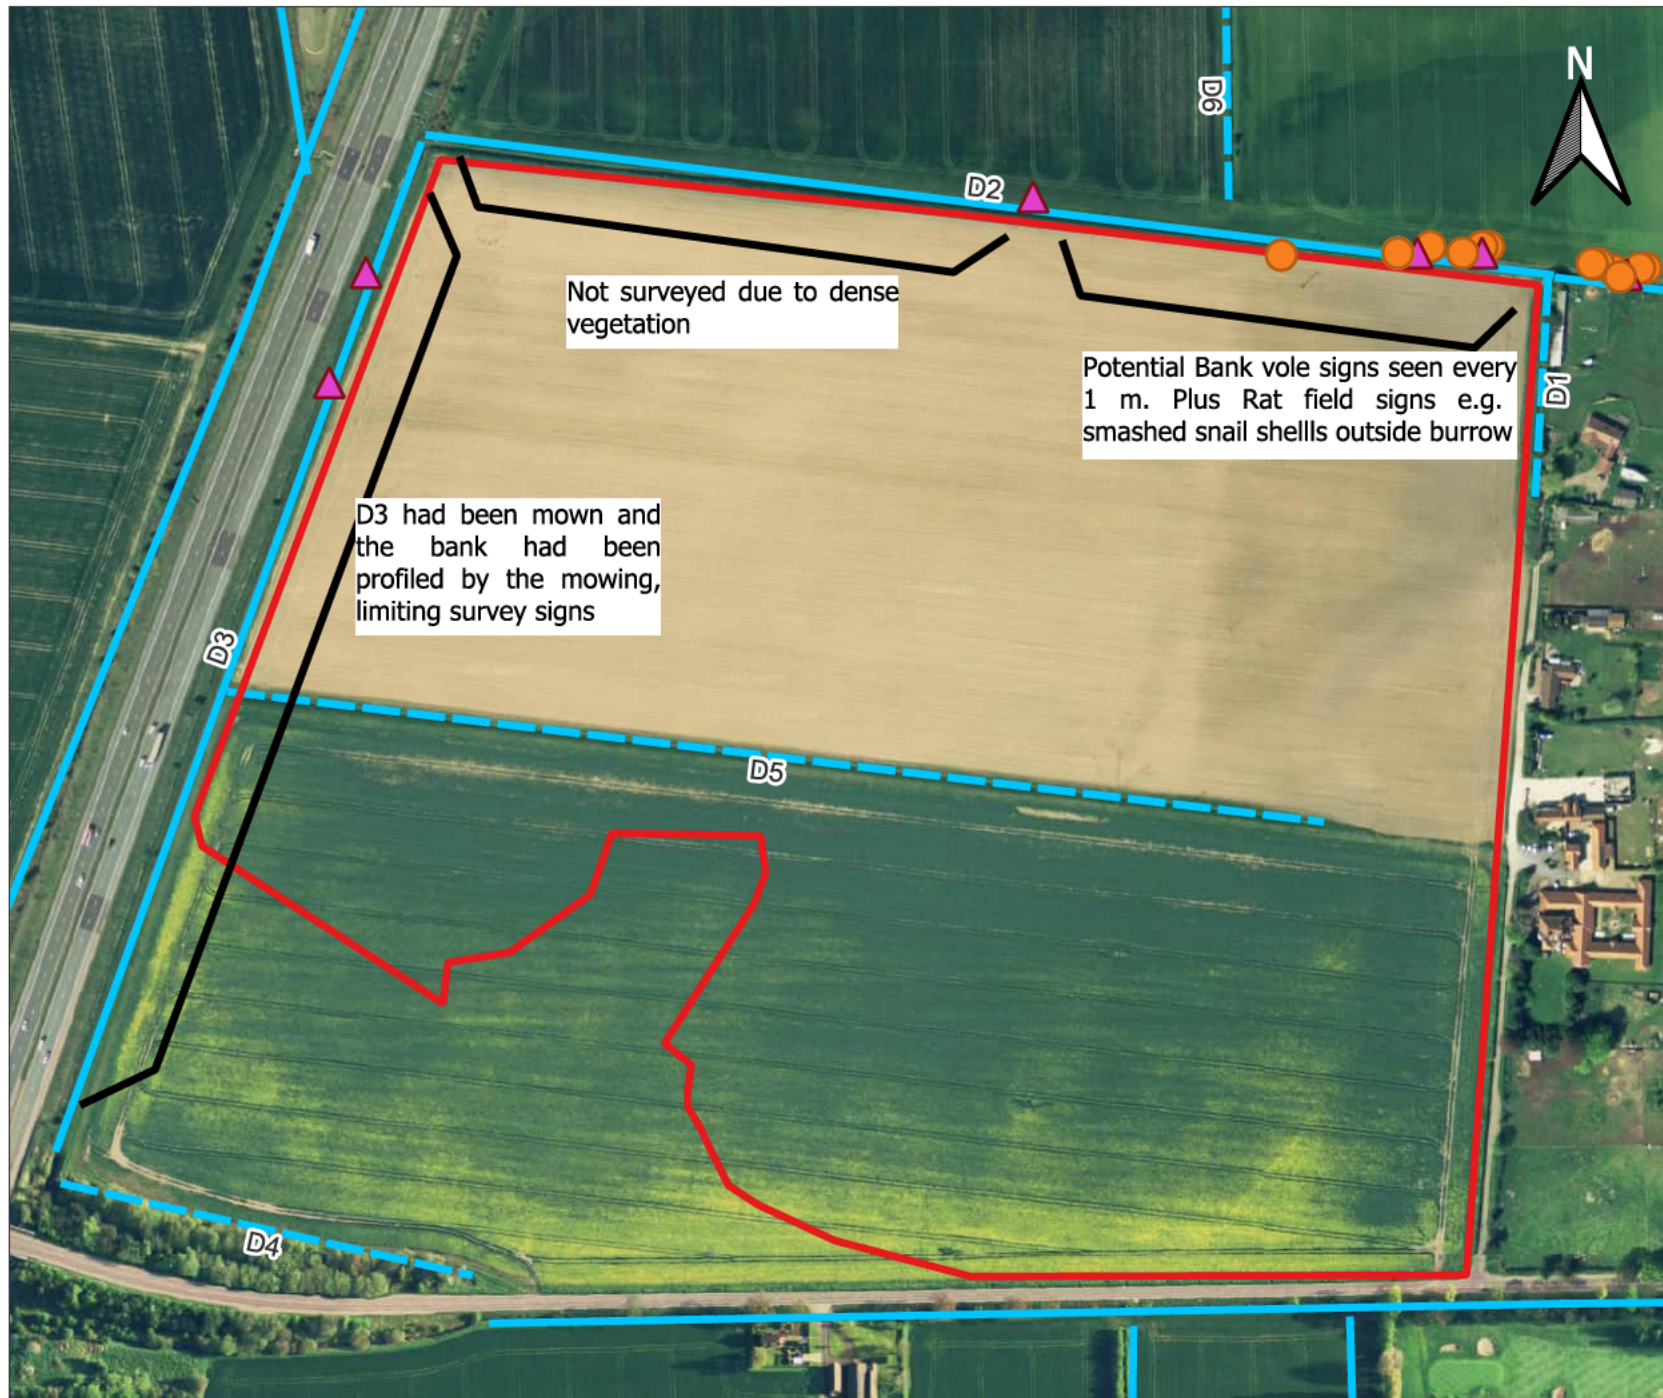 N
D6
D2
Not surveyed due to dense
vegetation
Potential Bank vole signs seen every
1 m. Plus Rat field signs e.g.
smashed snail shellls outside burrow
D1
D3 had been mown and
the bank had been
profiled by the mowing,
limiting survey signs
D3
D5
D4